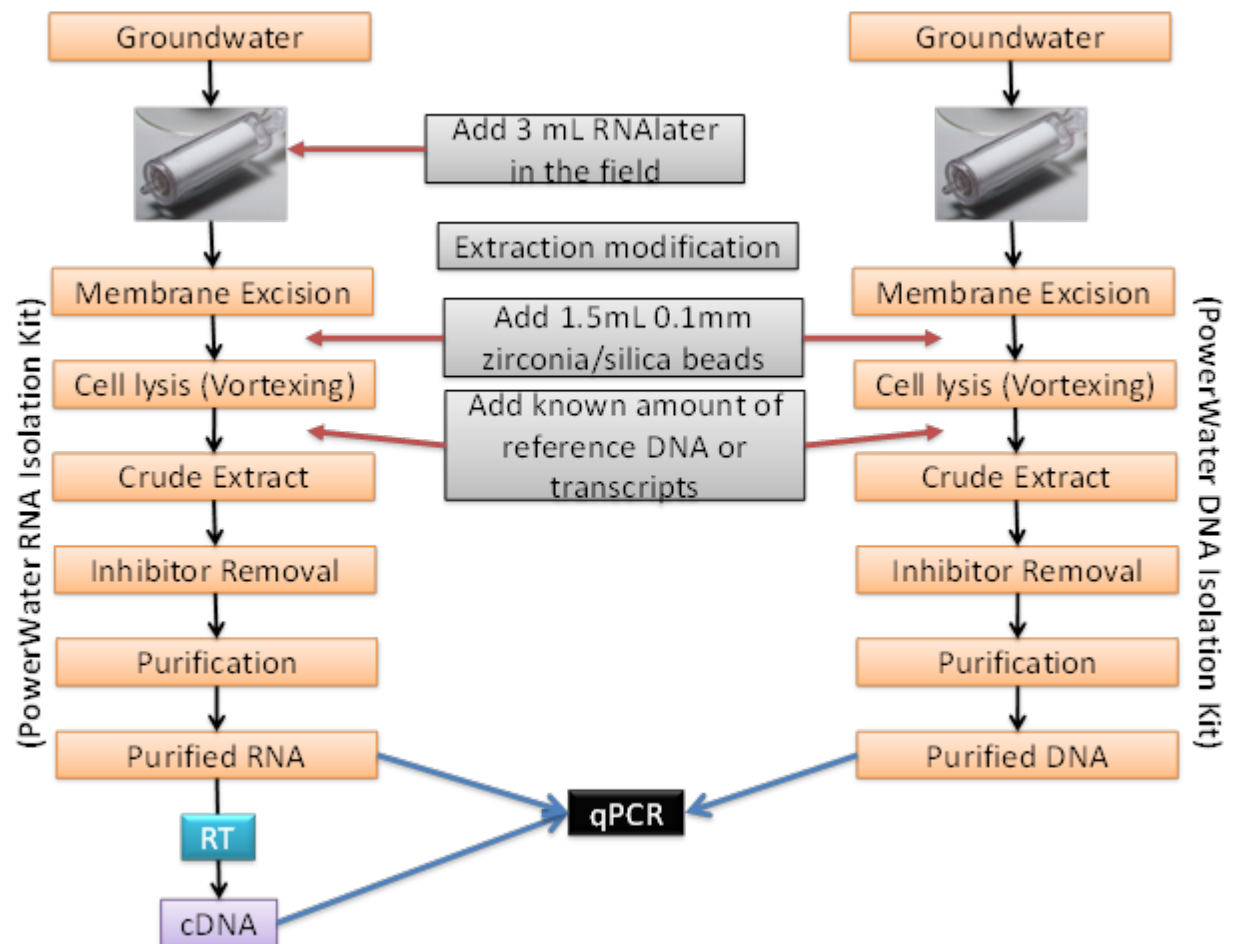 Groundwater
Groundwater
Add 3 mL RNAlater
in the field
Extraction modification
Membrane Excision
Membrane Excision
Add 1.5mL 0.1mm
zirconia/silica beads
Cell lysis (Vortexing)
Cell lysis (Vortexing)
Add known amount of
reference DNA or
transcripts
Crude Extract
Crude Extract
Inhibitor Removal
Inhibitor Removal
Purification
Purification
Purified RNA
Purified DNA
qPCR
RT
cDNA
(PowerWater RNA Isolation Kit)
(PowerWater DNA Isolation Kit)